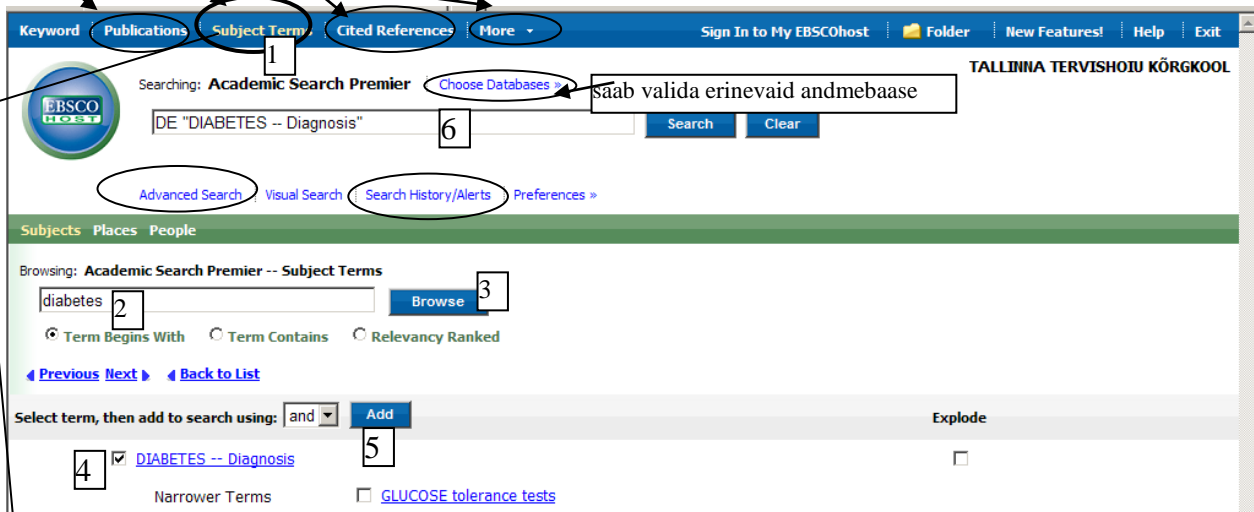 Keyword Publications Subject Terms Cited References More Sign In to My EBSCOhost Folder New Features! Help Exit
1
TALLINNA TERVISHOIU KÕRGKOOL
Searching: Academic Search Premier Choose Databases »
saab valida erinevaid andmebaase
EBSCO
HOST
DE "DIABETES -- Diagnosis" 6 Search Clear
Advanced Search Visual Search Search History/Alerts Preferences »
Subjects Places People
Browsing: Academic Search Premier -- Subject Terms
diabetes 2 Browse 3
Term Begins With Term Contains Relevancy Ranked
Previous Next Back to List
Select term, then add to search using: and Add Explode
5
4 DIABETES -- Diagnosis
Narrower Terms GLUCOSE tolerance tests